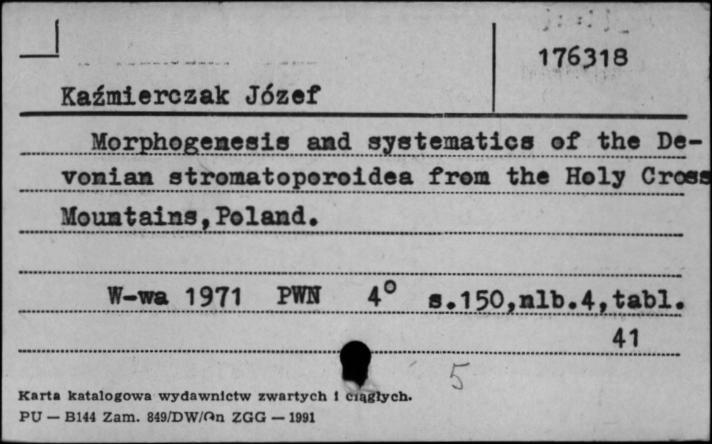 176318
Kaźmierczak Józef
Morphogenesis and systematics of the De-
vonian stromatoporoidea from the Holy Cross
Mountains, Poland.
W-wa 1971 PWN 4° s.150,nlb.4,tabl.
41
5
Karta katalogowa wydawnictw zwartych i ciągłych.
PU — B144 Zam. 849/DW/On ZGG — 1991